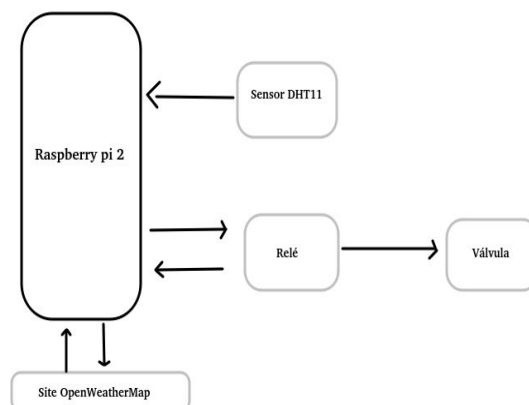 Sensor DHT11
Raspberry pi 2
Relé
Válvula
Site OpenWeatherMap